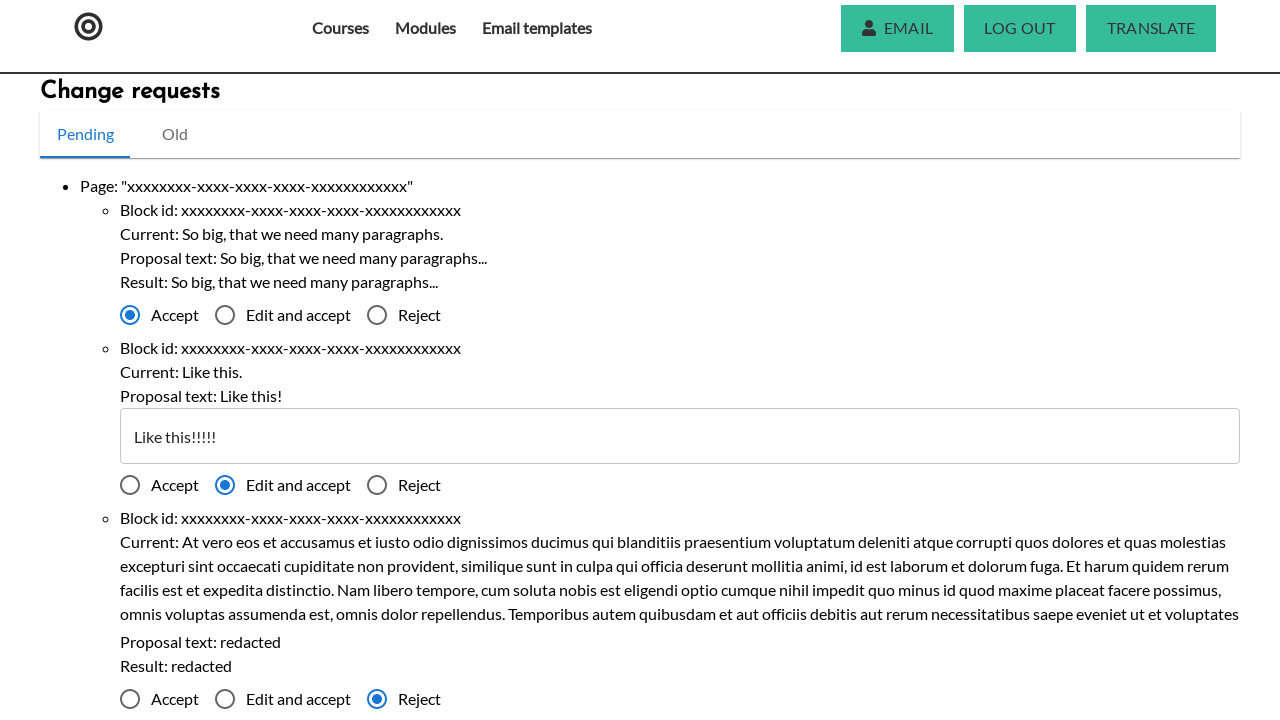 Courses Modules Email templates EMAIL LOG OUT TRANSLATE
Change requests
Pending Old
Page: "xxxxxxxx-xxxx-xxxx-xxxx-xxxxxxxxxxxx"
Block id: xxxxxxxx-xxxx-xxxx-xxxx-xxxxxxxxxxxx
Current: So big, that we need many paragraphs.
Proposal text: So big, that we need many paragraphs...
Result: So big, that we need many paragraphs...
Accept Edit and accept Reject
Block id: xxxxxxxx-xxxx-xxxx-xxxx-xxxxxxxxxxxx
Current: Like this.
Proposal text: Like this!
Like this!!!!!
Accept Edit and accept Reject
Block id: xxxxxxxx-xxxx-xxxx-xxxx-xxxxxxxxxxxx
Current: At vero eos et accusamus et iusto odio dignissimos ducimus qui blanditiis praesentium voluptatum deleniti atque corrupti quos dolores et quas molestias
excepturi sint occaecati cupiditate non provident, similique sunt in culpa qui officia deserunt mollitia animi, id est laborum et dolorum fuga. Et harum quidem rerum
facilis est et expedita distinctio. Nam libero tempore, cum soluta nobis est eligendi optio cumque nihil impedit quo minus id quod maxime placeat facere possimus,
omnis voluptas assumenda est, omnis dolor repellendus. Temporibus autem quibusdam et aut officiis debitis aut rerum necessitatibus saepe eveniet ut et voluptates
Proposal text: redacted
Result: redacted
Accept Edit and accept Reject